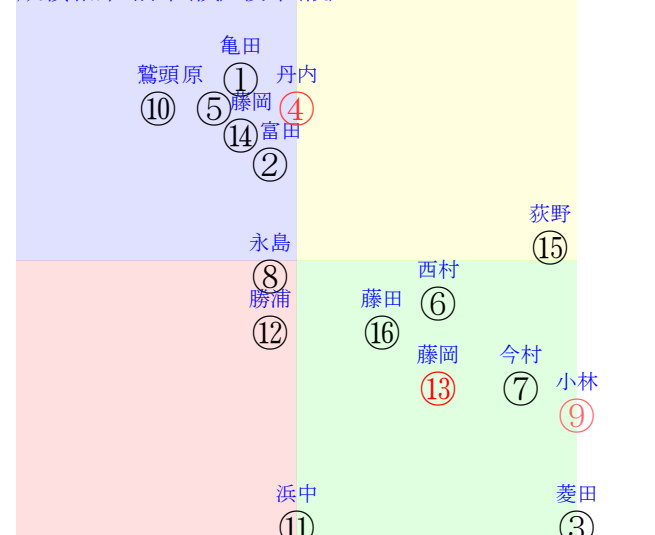 亀田
①
鷲頭 原 丹内
⑩ ⑤ 藤岡 ④
⑭ 富田
②
荻野
⑮
永島
⑧ 西村
勝浦 藤田 ⑥
⑫ ⑯
藤岡 今村
⑬ ⑦ 小林
⑨
浜中 菱田
⑪ ③